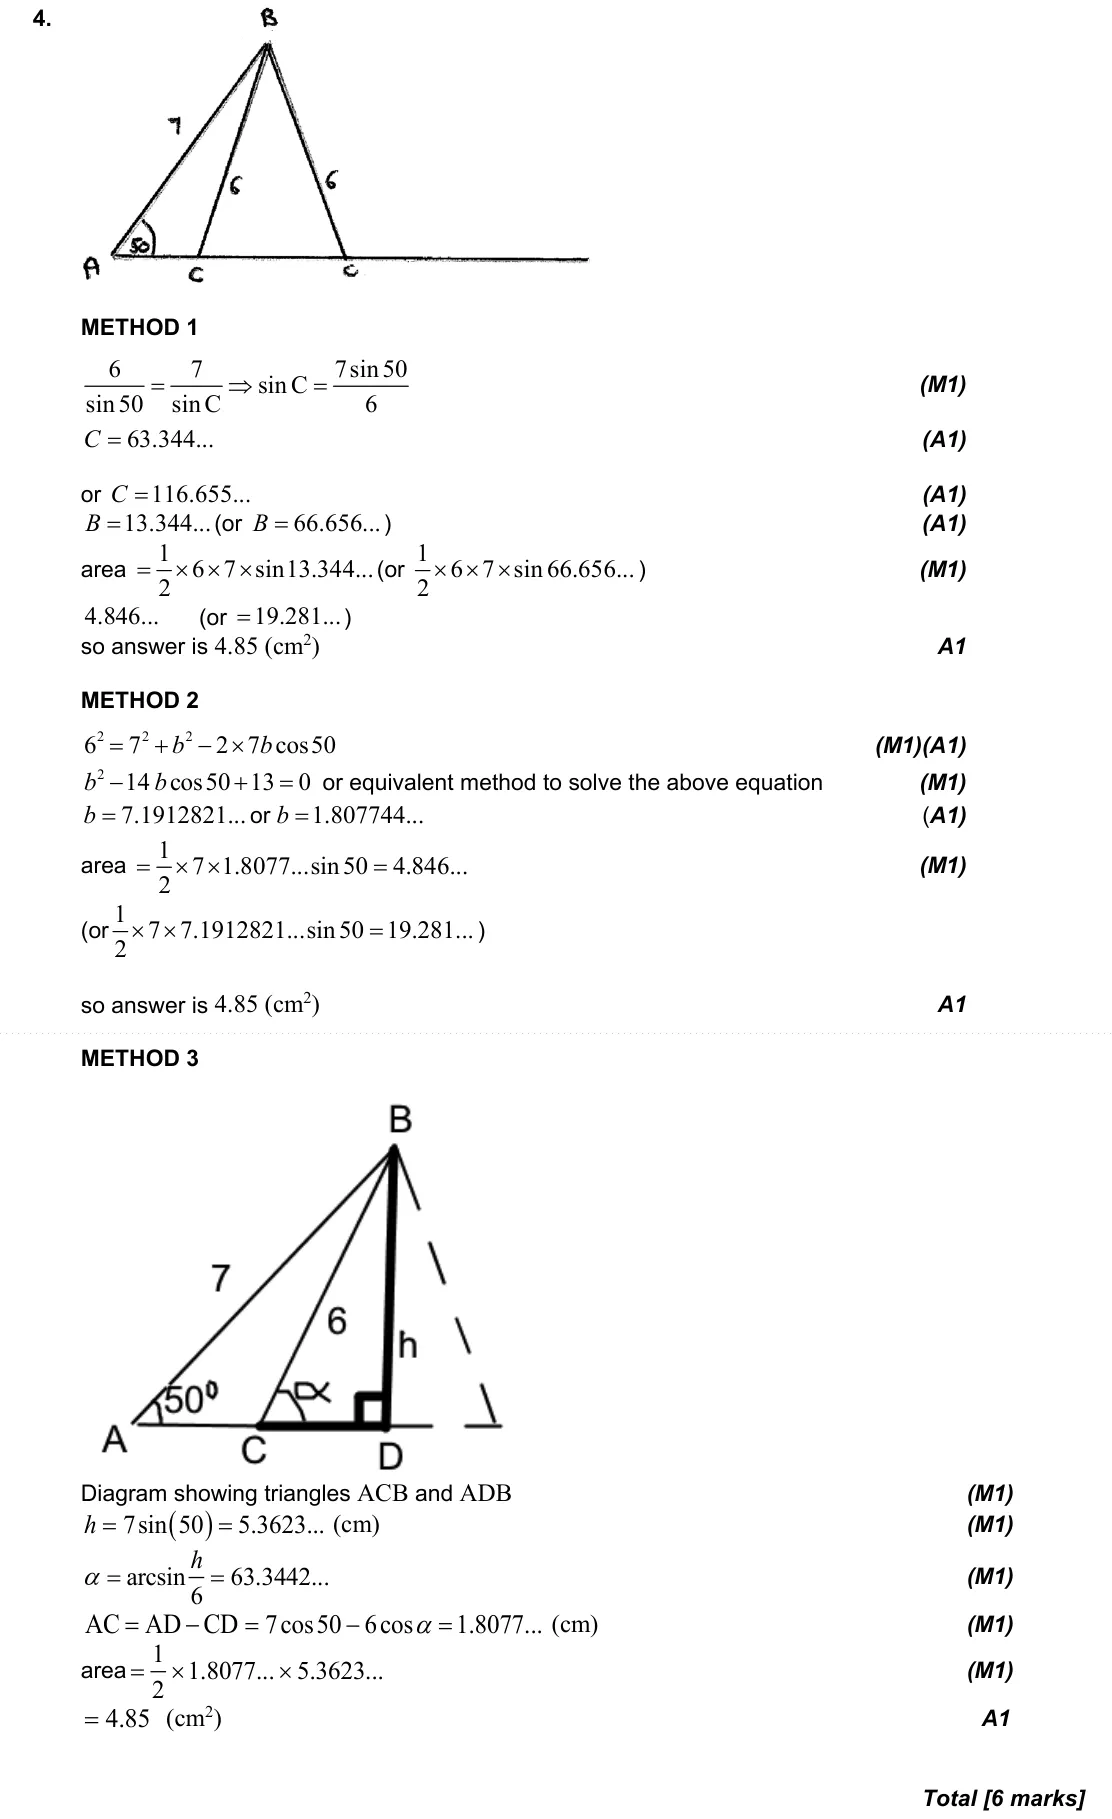 4.
B
7
6
6
50
A
C
C
METHOD 1
6/sin 50 = 7/sin C ⇒ sin C = 7 sin 50/6 (M1)
C = 63.344... (A1)
or C = 116.655... (A1)
B = 13.344... (or B = 66.656...) (A1)
area = 1/2 × 6 × 7 × sin 13.344... (or 1/2 × 6 × 7 × sin 66.656...) (M1)
4.846... (or = 19.281...)
so answer is 4.85 (cm²) A1
METHOD 2
6² = 7² + b² − 2 × 7b cos 50 (M1)(A1)
b² − 14 b cos 50 + 13 = 0 or equivalent method to solve the above equation (M1)
b = 7.1912821... or b = 1.807744... (A1)
area = 1/2 × 7 × 1.8077... sin 50 = 4.846... (M1)
(or 1/2 × 7 × 7.1912821... sin 50 = 19.281...)
so answer is 4.85 (cm²) A1
METHOD 3
B
7
6
h
50⁰
α
A
C
D
Diagram showing triangles ACB and ADB (M1)
h = 7 sin(50) = 5.3623... (cm) (M1)
α = arcsin h/6 = 63.3442... (M1)
AC = AD − CD = 7 cos 50 − 6 cos α = 1.8077... (cm) (M1)
area = 1/2 × 1.8077... × 5.3623... (M1)
= 4.85 (cm²) A1
Total [6 marks]